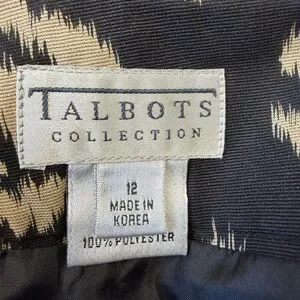 TALBOTS
COLLECTION
12
MADE IN
KOREA
100% POLYESTER